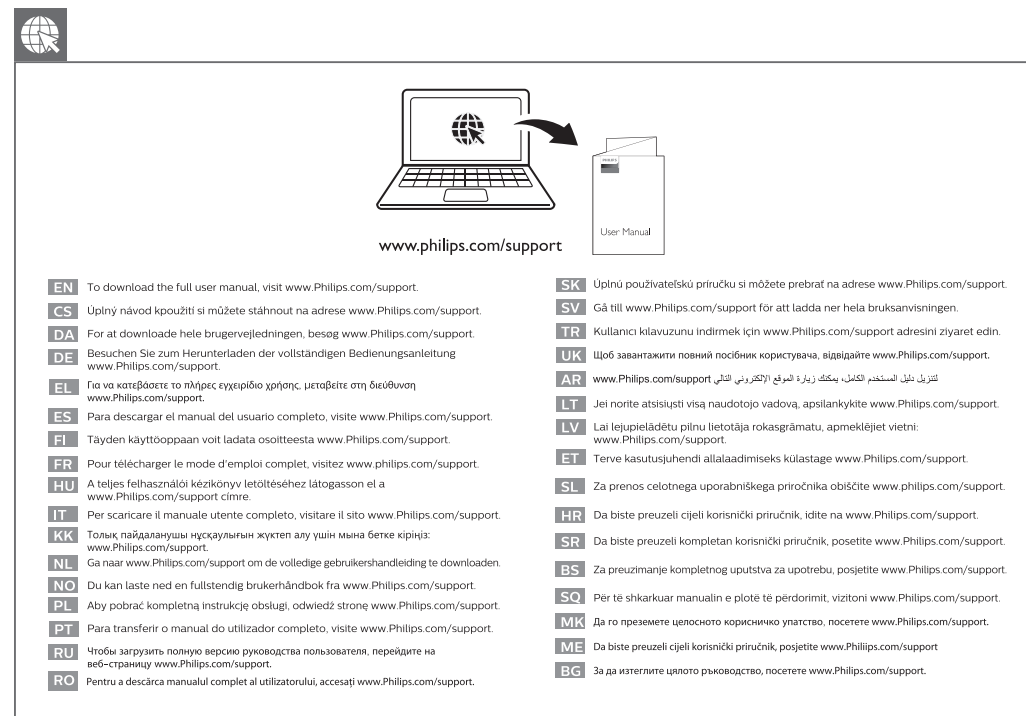 PHILIPS
User Manual
www.philips.com/support
EN To download the full user manual, visit www.Philips.com/support.
CS Úplný návod kpoužití si můžete stáhnout na adrese www.Philips.com/support.
DA For at downloade hele brugervejledningen, besøg www.Philips.com/support.
DE Besuchen Sie zum Herunterladen der vollständigen Bedienungsanleitung
www.Philips.com/support.
EL Για να κατεβάσετε το πλήρες εγχειρίδιο χρήσης, μεταβείτε στη διεύθυνση
www.Philips.com/support.
ES Para descargar el manual del usuario completo, visite www.Philips.com/support.
FI Täyden käyttöoppaan voit ladata osoitteesta www.Philips.com/support.
FR Pour télécharger le mode d'emploi complet, visitez www.philips.com/support.
HU A teljes felhasználói kézikönyv letöltéséhez látogasson el a
www.Philips.com/support címre.
IT Per scaricare il manuale utente completo, visitare il sito www.Philips.com/support.
KK Толық пайдаланушы нұсқаулығын жүктеп алу үшін мына бетке кіріңіз:
www.Philips.com/support.
NL Ga naar www.Philips.com/support om de volledige gebruikershandleiding te downloaden.
NO Du kan laste ned en fullstendig brukerhåndbok fra www.Philips.com/support.
PL Aby pobrać kompletną instrukcję obsługi, odwiedź stronę www.Philips.com/support.
PT Para transferir o manual do utilizador completo, visite www.Philips.com/support.
RU Чтобы загрузить полную версию руководства пользователя, перейдите на
веб-страницу www.Philips.com/support.
RO Pentru a descărca manualul complet al utilizatorului, accesați www.Philips.com/support.
SK Úplnú používateľskú príručku si môžete prebrať na adrese www.Philips.com/support.
SV Gå till www.Philips.com/support för att ladda ner hela bruksanvisningen.
TR Kullanıcı kılavuzunu indirmek için www.Philips.com/support adresini ziyaret edin.
UK Щоб завантажити повний посібник користувача, відвідайте www.Philips.com/support.
AR لتنزيل دليل المستخدم الكامل، يمكنك زيارة الموقع الإلكتروني التالي www.Philips.com/support
LT Jei norite atsisiųsti visą naudotojo vadovą, apsilankykite www.Philips.com/support.
LV Lai lejupielādētu pilnu lietotāja rokasgrāmatu, apmeklējiet vietni:
www.Philips.com/support.
ET Terve kasutusjuhendi allalaadimiseks külastage www.Philips.com/support.
SL Za prenos celotnega uporabniškega priročnika obiščite www.philips.com/support.
HR Da biste preuzeli cijeli korisnički priručnik, idite na www.Philips.com/support.
SR Da biste preuzeli kompletan korisnički priručnik, posetite www.Philips.com/support.
BS Za preuzimanje kompletnog uputstva za upotrebu, posjetite www.Philips.com/support.
SQ Për të shkarkuar manualin e plotë të përdorimit, vizitoni www.Philips.com/support.
MK Да го преземете целосното корисничко упатство, посетете www.Philips.com/support.
ME Da biste preuzeli cijeli korisnički priručnik, posjetite www.Philiips.com/support
BG За да изтеглите цялото ръководство, посетете www.Philips.com/support.